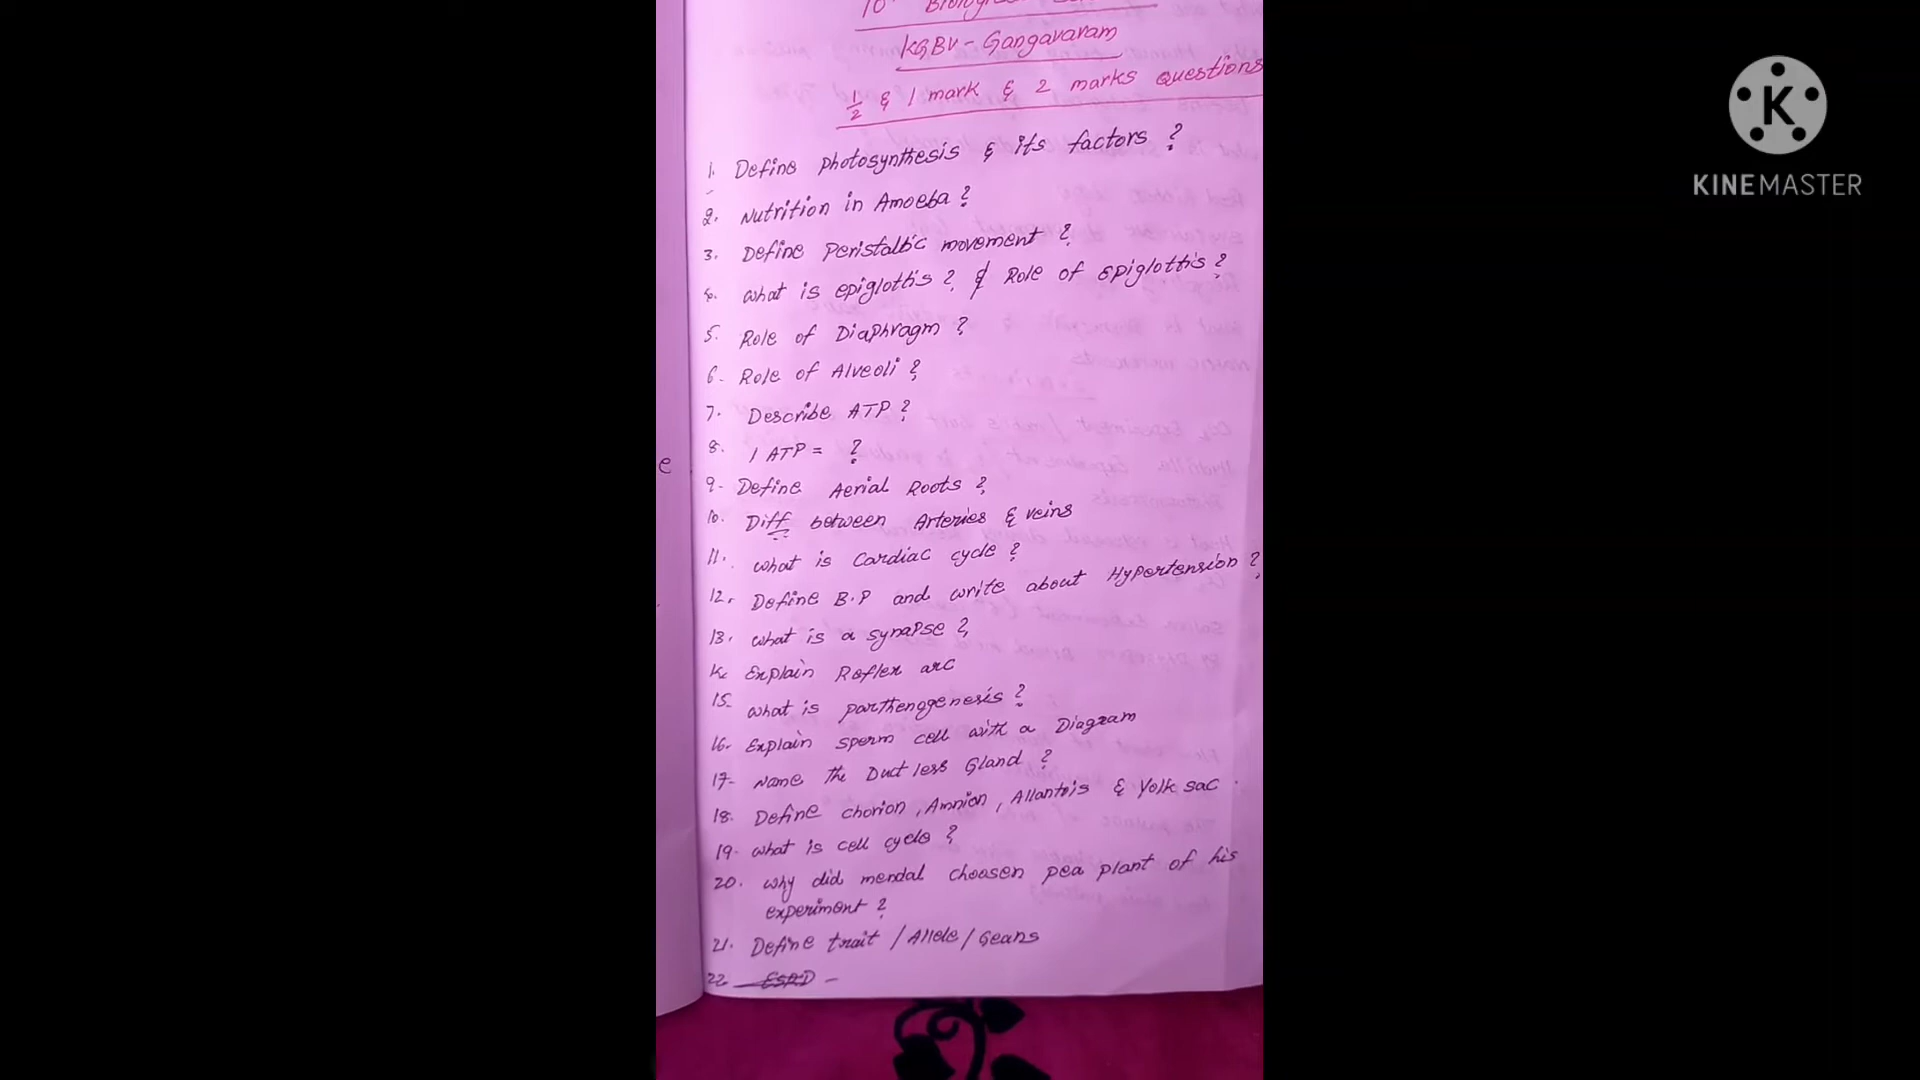 10 Biological
KGBV - Gangavaram
1/2 & 1 mark & 2 marks Questions
1. Define photosynthesis & its factors ?
2. Nutrition in Amoeba ?
3. Define Peristaltic movement ?
4. what is epiglottis ? & Role of epiglottis ?
5. Role of Diaphragm ?
6. Role of Alveoli ?
7. Describe ATP ?
8. 1 ATP = ?
9. Define Aerial Roots ?
10. Diff between Arteries & veins
11. what is Cardiac cycle ?
12. Define B.P and write about Hypertension ?
13. what is a synapse ?
14. Explain Reflex arc
15. what is parthenogenesis ?
16. Explain sperm cell with a Diagram
17. Name the Ductless Gland ?
18. Define chorion, Amnion, Allantois & Yolk sac.
19. what is cell cycle ?
20. why did mendal choosen pea plant of his
experiment ?
21. Define trait / Allele / Geans
22. ESRD -
e
K
KINEMASTER